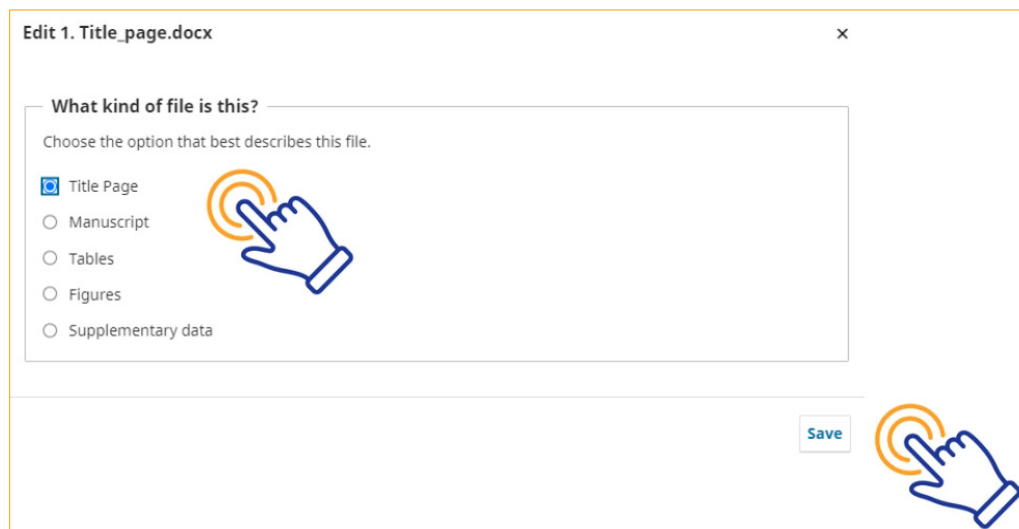 Edit 1. Title_page.docx ×
What kind of file is this?
Choose the option that best describes this file.
Title Page
Manuscript
Tables
Figures
Supplementary data
Save